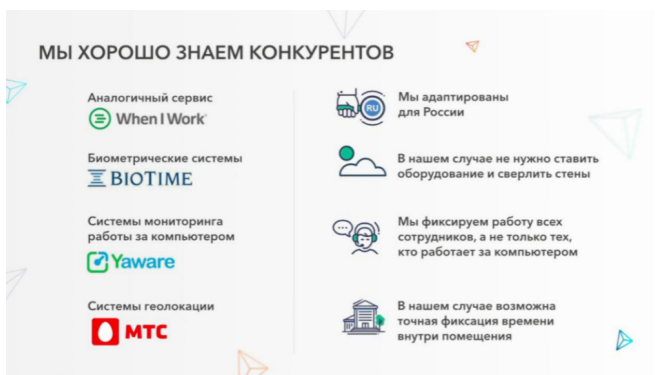 МЫ ХОРОШО ЗНАЕМ КОНКУРЕНТОВ
Аналогичный сервис
When I Work
Биометрические системы
BIOTIME
Системы мониторинга
работы за компьютером
Yaware
Системы геолокации
МТС
RU
Мы адаптированы
для России
В нашем случае не нужно ставить
оборудование и сверлить стены
Мы фиксируем работу всех
сотрудников, а не только тех,
кто работает за компьютером
В нашем случае возможна
точная фиксация времени
внутри помещения